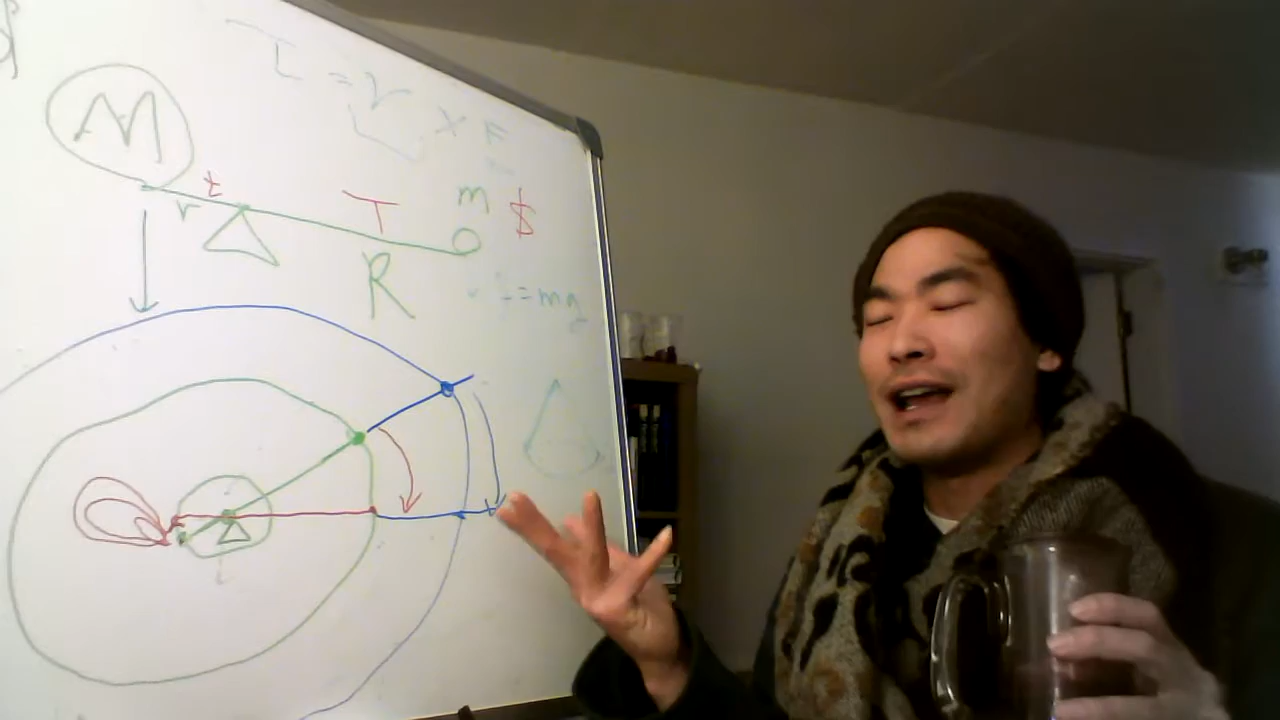 τ = r × F
M
t
r
T
m $
R
F=mg